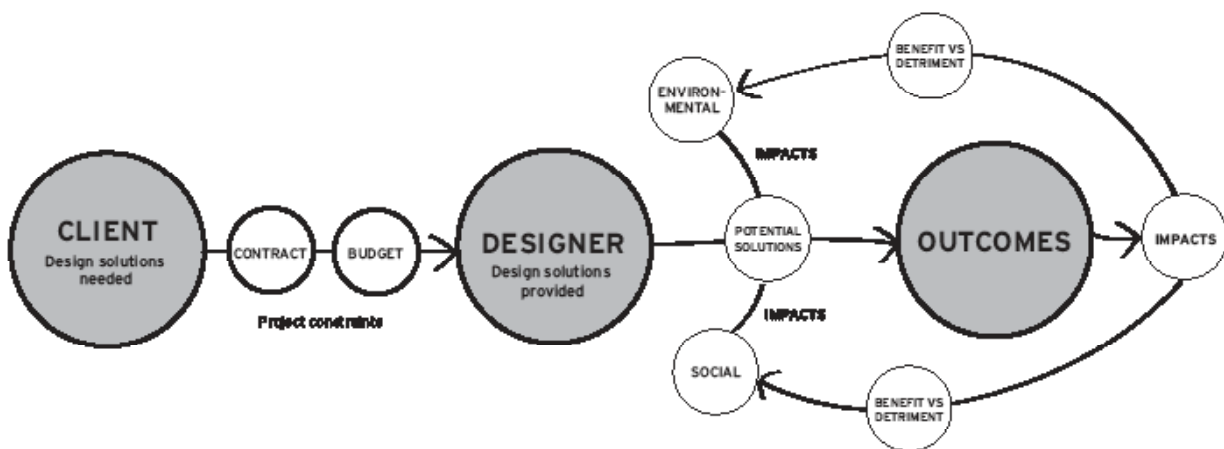 CLIENT
Design solutions
needed
CONTRACT
BUDGET
Project constraints
DESIGNER
Design solutions
provided
ENVIRON-
MENTAL
IMPACTS
POTENTIAL
SOLUTIONS
IMPACTS
SOCIAL
BENEFIT VS
DETRIMENT
OUTCOMES
IMPACTS
BENEFIT VS
DETRIMENT